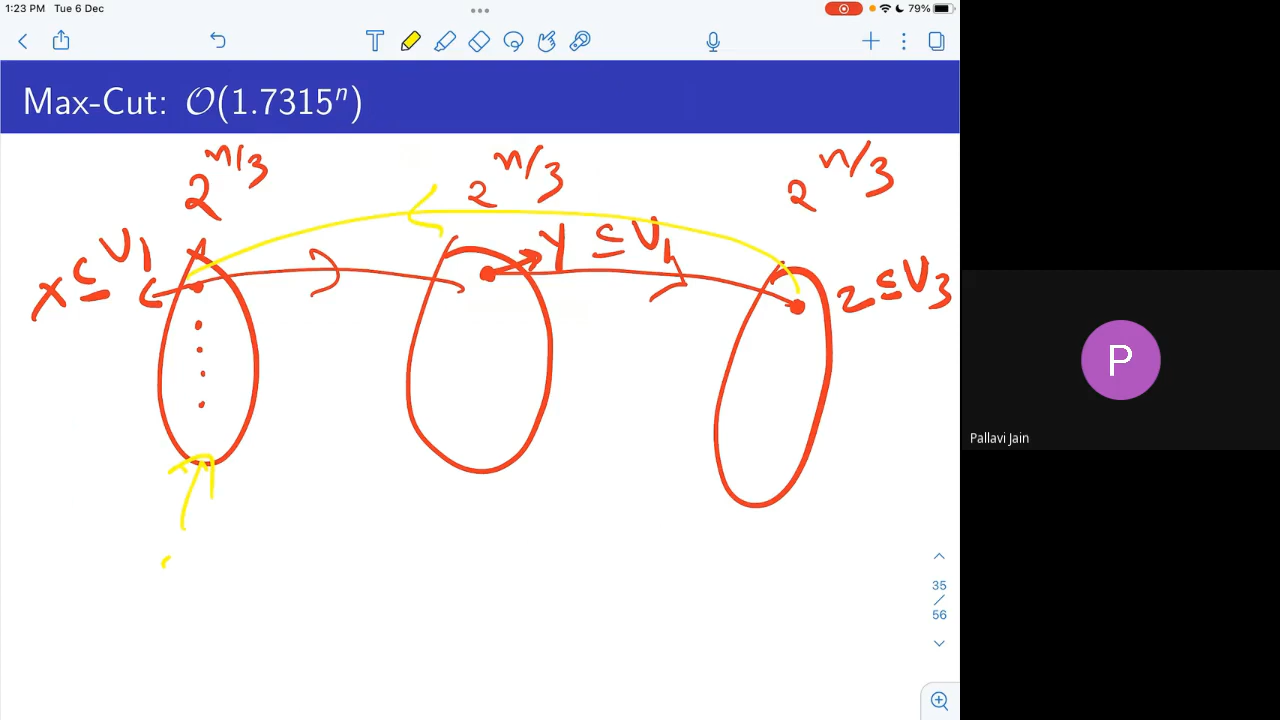 1:23 PM Tue 6 Dec
79%
Max-Cut: 𝒪(1.7315ⁿ)
2^{n/3} 2^{n/3} 2^{n/3}
X ⊆ V₁ Y ⊆ V₁ Z ⊆ V₃
P
Pallavi Jain
35
/
56